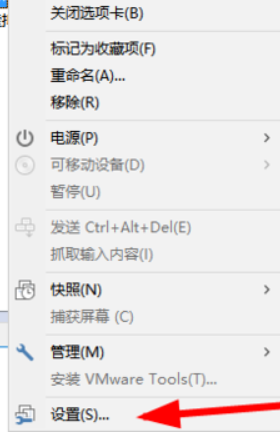 关闭选项卡(B)
标记为收藏项(F)
重命名(A)...
移除(R)
电源(P)
可移动设备(D)
暂停(U)
发送 Ctrl+Alt+Del(E)
抓取输入内容(I)
快照(N)
捕获屏幕 (C)
管理(M)
安装 VMware Tools(T)...
设置(S)...